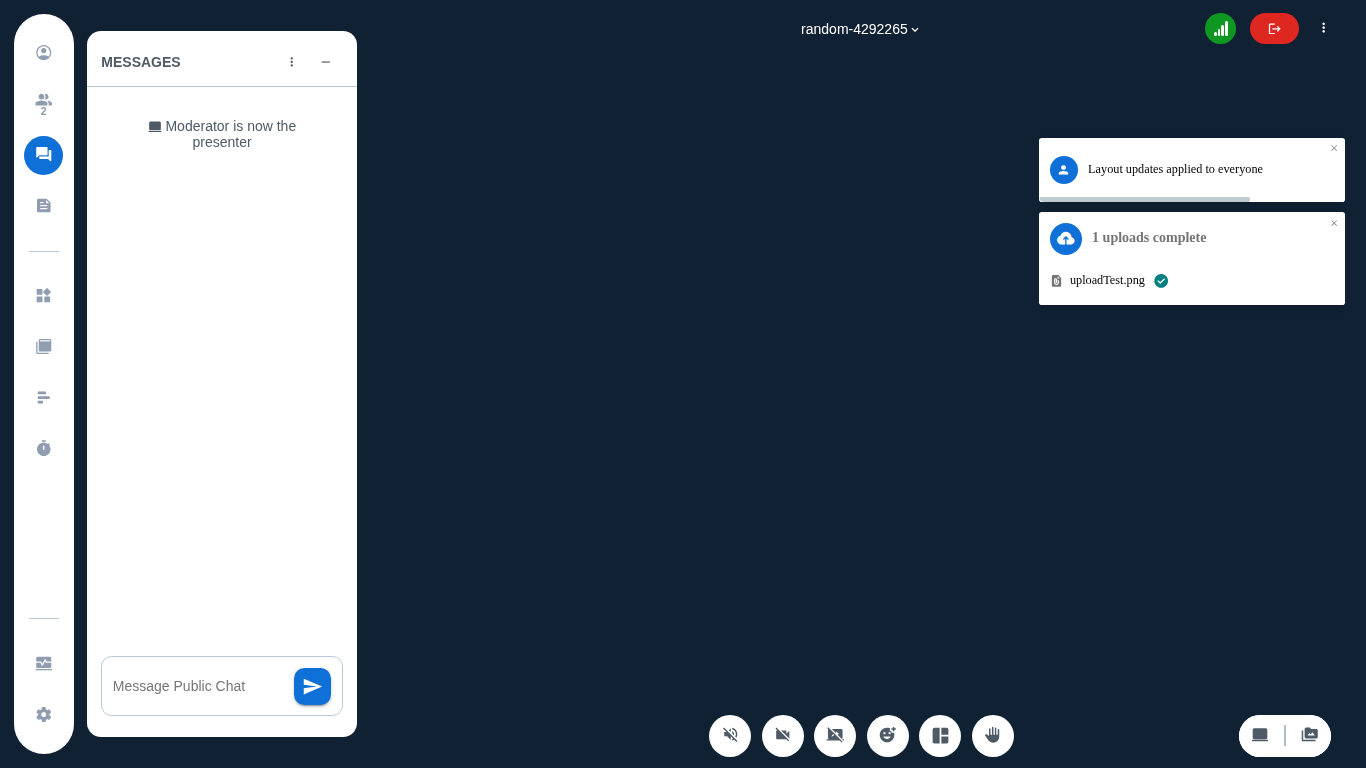 random-4292265
MESSAGES
2
Moderator is now the
presenter
Layout updates applied to everyone
1 uploads complete
uploadTest.png
Message Public Chat